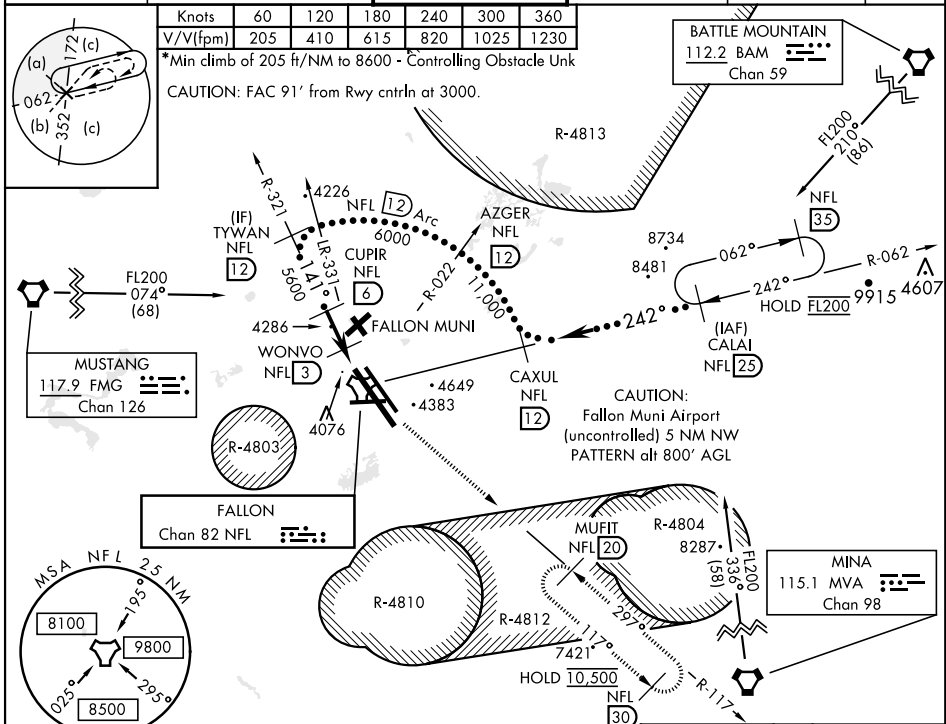 Knots 60 120 180 240 300 360
V/V(fpm) 205 410 615 820 1025 1230
*Min climb of 205 ft/NM to 8600 - Controlling Obstacle Unk
CAUTION: FAC 91' from Rwy cntrln at 3000.
(a)
172
(c)
062
(b)
352
(c)
BATTLE MOUNTAIN
112.2 BAM
Chan 59
R-4813
FL200
210°
(86)
NFL
35
R-321
4226
NFL 12 Arc
6000
AZGER
NFL
12
(IF)
TYWAN
NFL
12
LR-331
5600
141°
CUPIR
NFL
6
R-022
11,000
8734
8481
062°
R-062
242°
242°
HOLD FL200
9915
4607
FL200
074°
(68)
4286
FALLON MUNI
(IAF)
CALAI
NFL 25
WONVO
NFL 3
MUSTANG
117.9 FMG
Chan 126
4649
4383
CAXUL
NFL
12
4076
CAUTION:
Fallon Muni Airport
(uncontrolled) 5 NM NW
PATTERN alt 800' AGL
R-4803
FALLON
Chan 82 NFL
MUFIT
NFL 20
R-4804
8287
FL200
336°
(58)
MINA
115.1 MVA
Chan 98
MSA NFL 25 NM
195°
8100
9800
025°
295°
8500
R-4810
R-4812
297°
117°
7421
HOLD 10,500
NFL
30
R-117